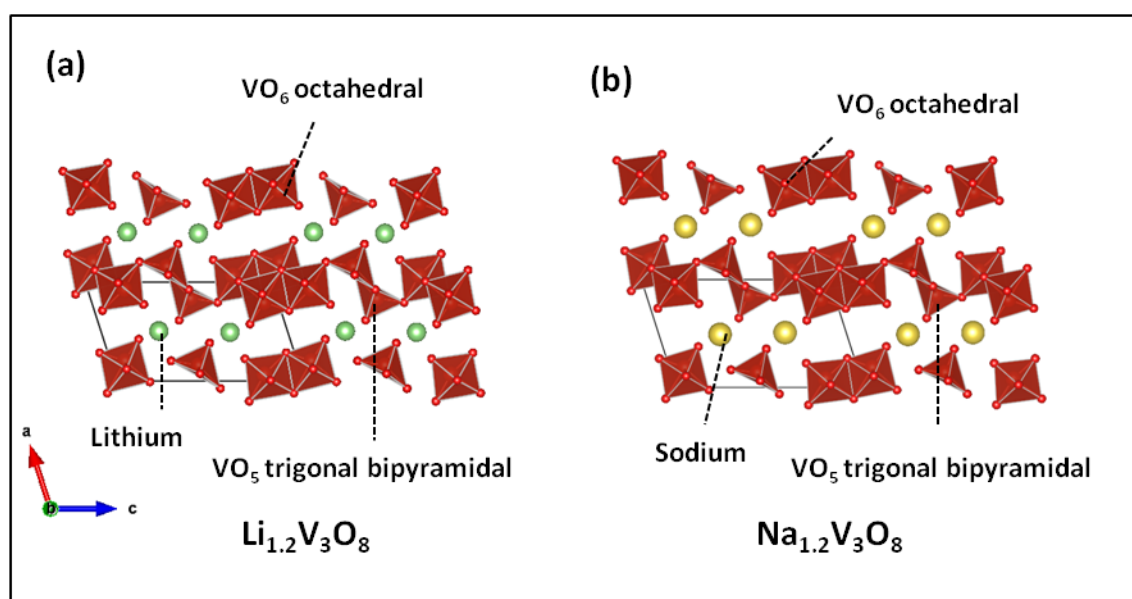 (a)
VO₆ octahedral
Lithium
VO₅ trigonal bipyramidal
a
b
c
Li₁.₂V₃O₈
(b)
VO₆ octahedral
Sodium
VO₅ trigonal bipyramidal
Na₁.₂V₃O₈